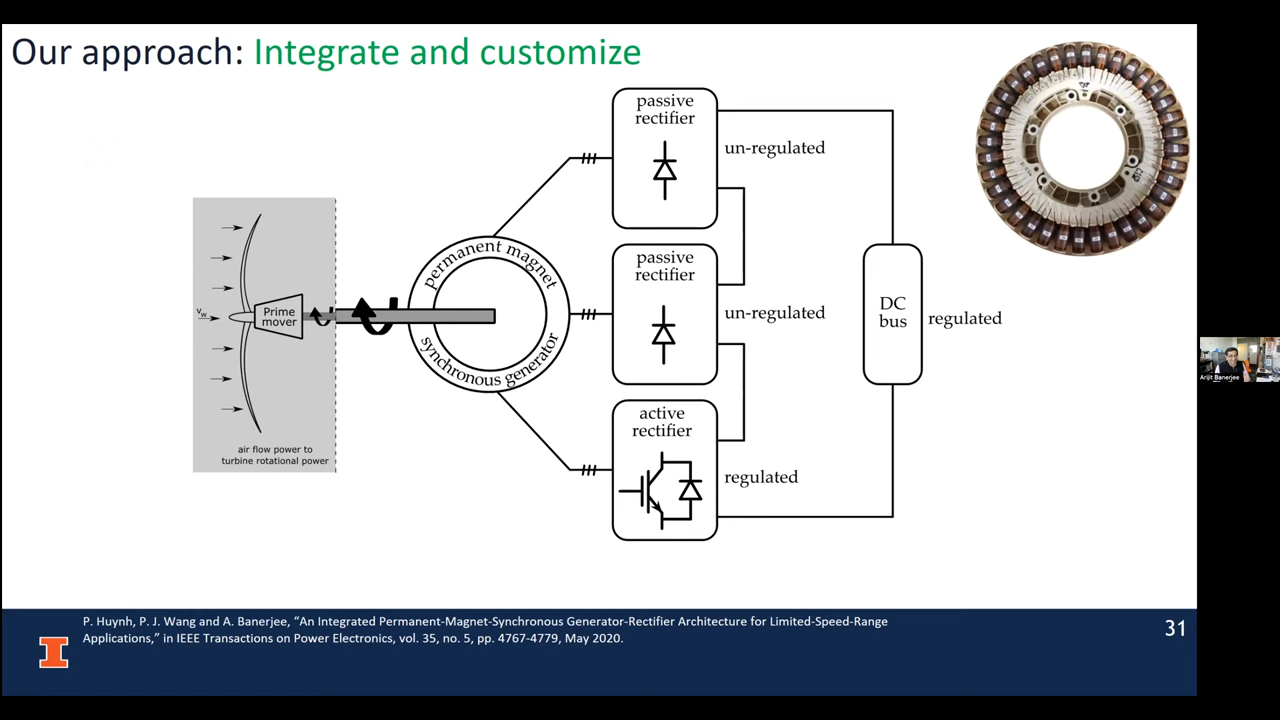 Our approach: Integrate and customize
passive
rectifier
un-regulated
passive
rectifier
un-regulated
active
rectifier
regulated
DC
bus
regulated
permanent magnet
synchronous generator
Prime
mover
vw
air flow power to
turbine rotational power
Arijit Banerjee
P. Huynh, P. J. Wang and A. Banerjee, “An Integrated Permanent-Magnet-Synchronous Generator-Rectifier Architecture for Limited-Speed-Range
Applications,” in IEEE Transactions on Power Electronics, vol. 35, no. 5, pp. 4767-4779, May 2020.
31
I